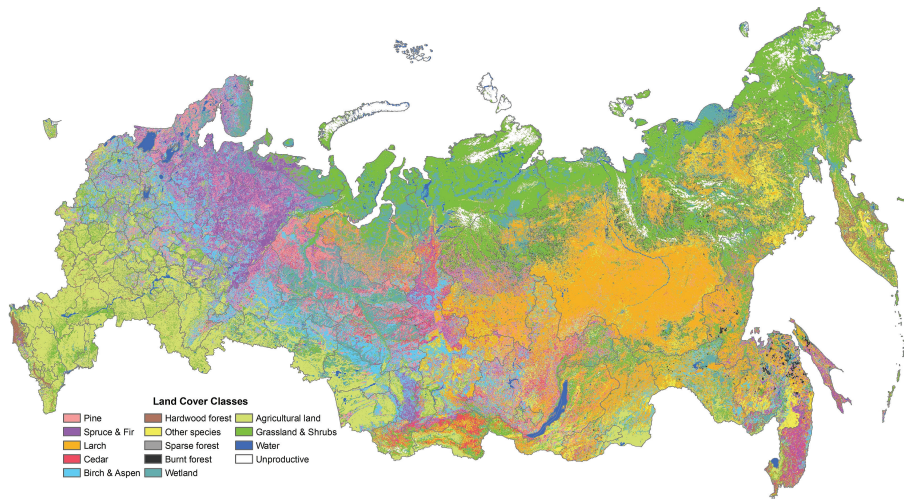 Land Cover Classes
Pine
Spruce & Fir
Larch
Cedar
Birch & Aspen
Hardwood forest
Other species
Sparse forest
Burnt forest
Wetland
Agricultural land
Grassland & Shrubs
Water
Unproductive